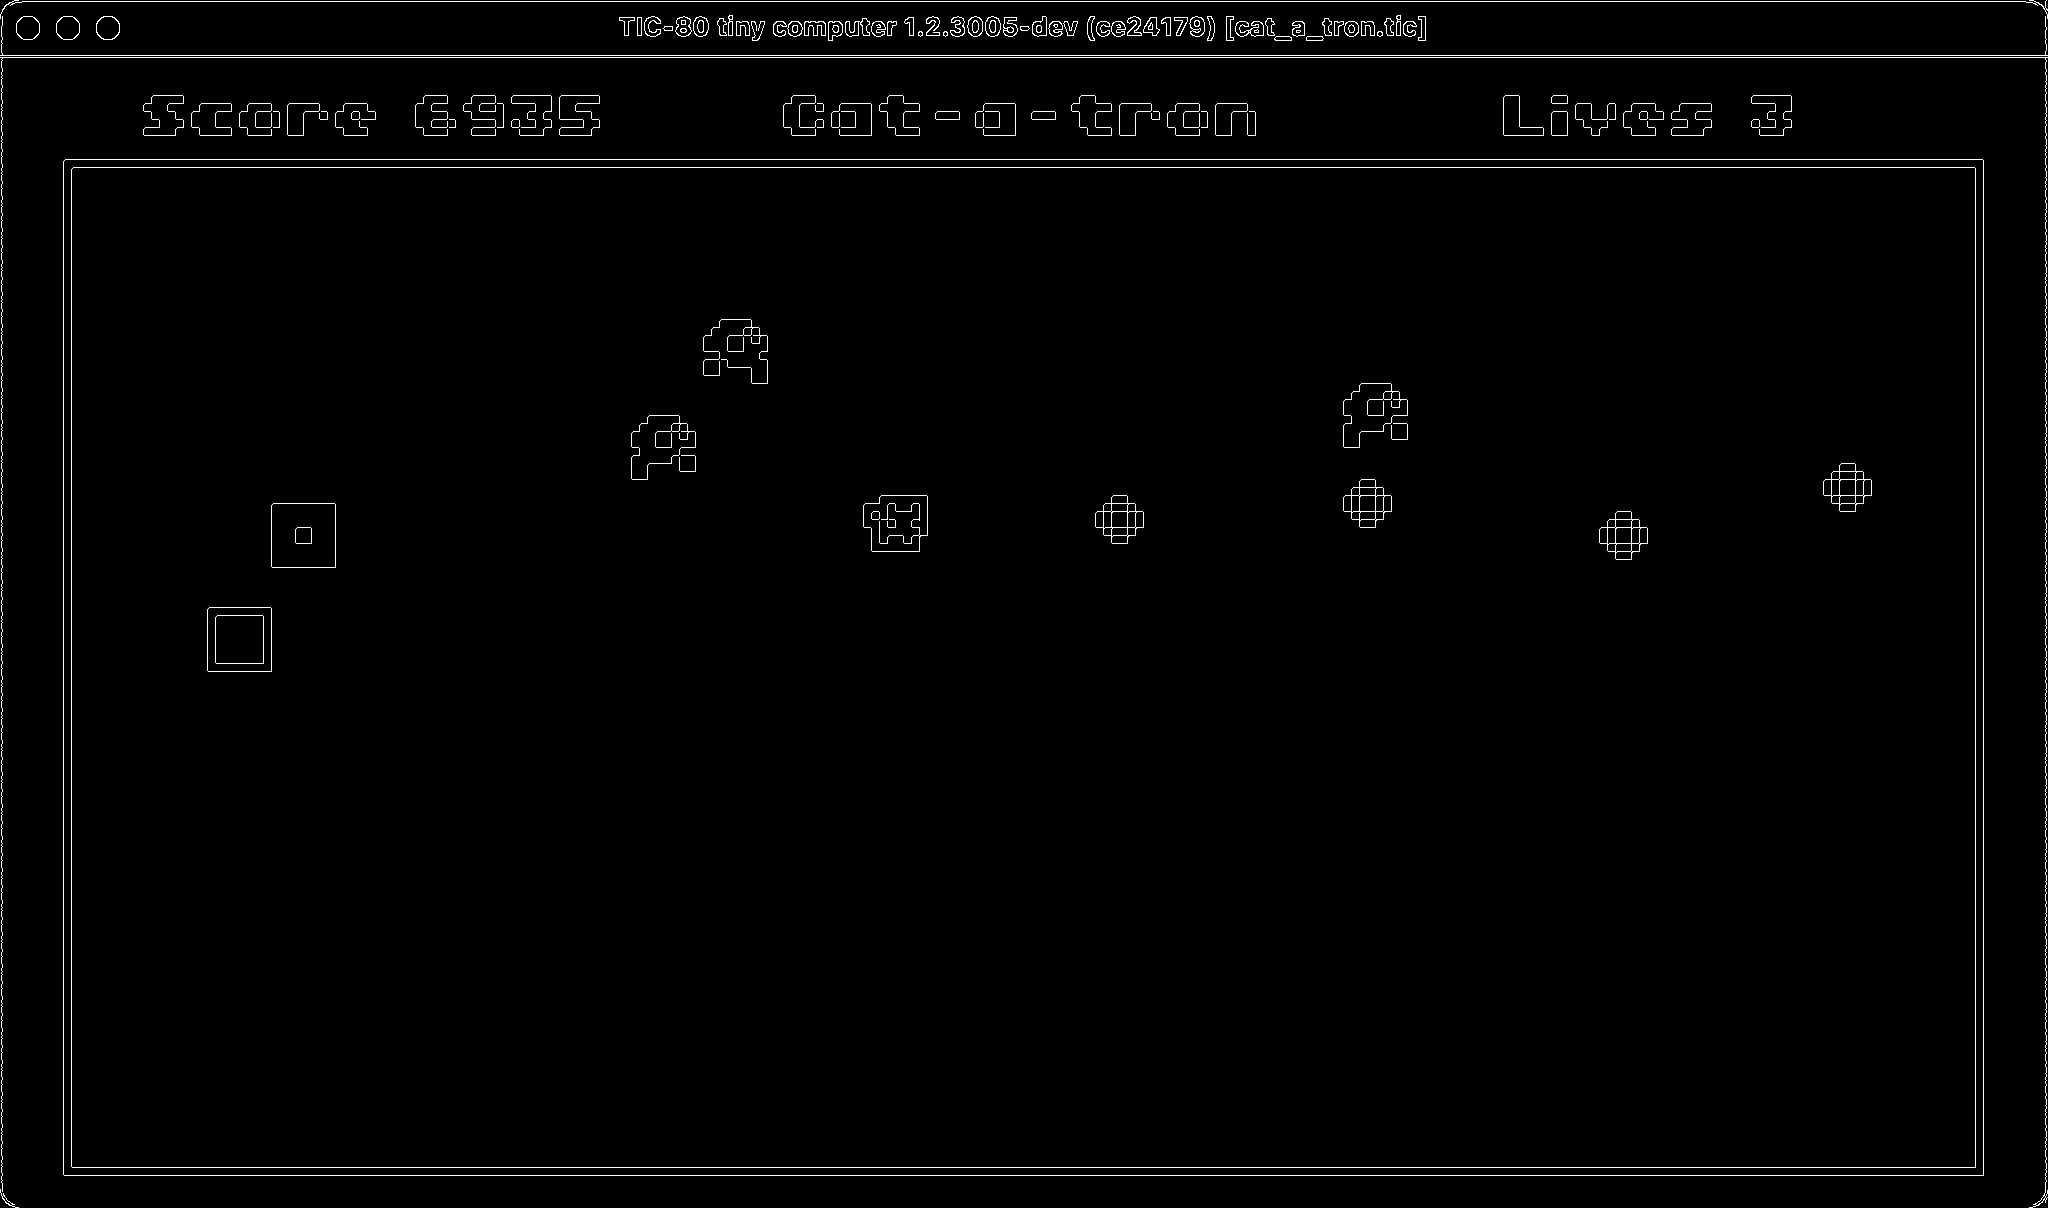 TIC-80 tiny computer 1.2.3005-dev (ce24179) [cat_a_tron.tic]
Score 6935 Cat-a-tron Lives 3